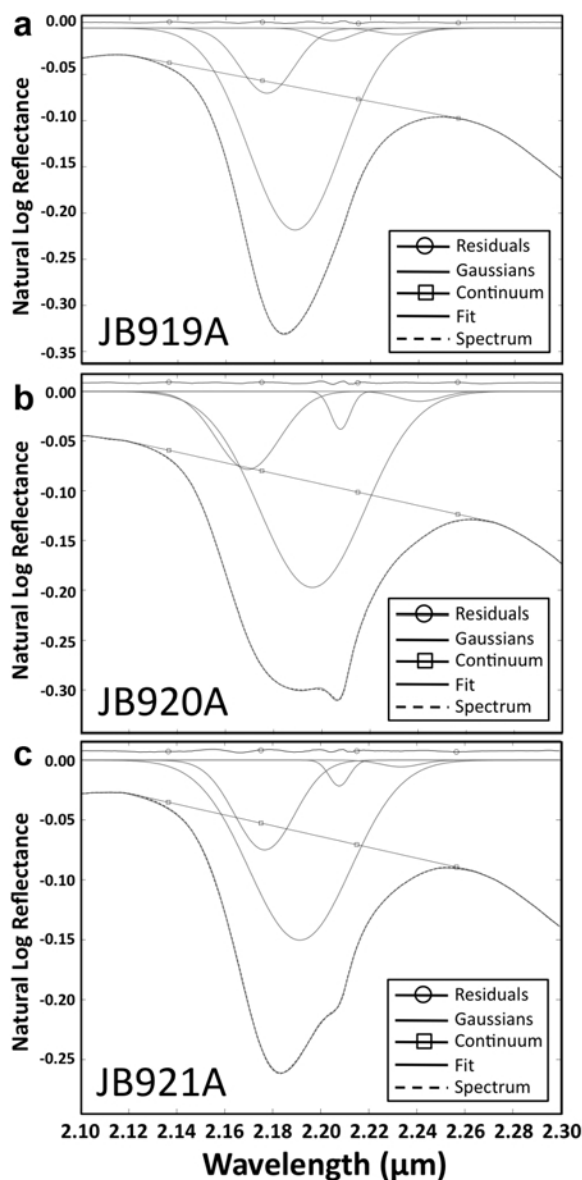 a
0.00
-0.05
-0.10
-0.15
-0.20
-0.25
-0.30
-0.35
Natural Log Reflectance
JB919A
Residuals
Gaussians
Continuum
Fit
Spectrum
b
0.00
-0.05
-0.10
-0.15
-0.20
-0.25
-0.30
Natural Log Reflectance
JB920A
Residuals
Gaussians
Continuum
Fit
Spectrum
c
0.00
-0.05
-0.10
-0.15
-0.20
-0.25
Natural Log Reflectance
JB921A
Residuals
Gaussians
Continuum
Fit
Spectrum
2.10 2.12 2.14 2.16 2.18 2.20 2.22 2.24 2.26 2.28 2.30
Wavelength (μm)